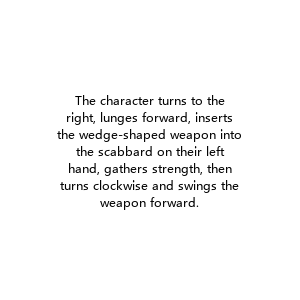 The character turns to the
right, lunges forward, inserts
the wedge-shaped weapon into
the scabbard on their left
hand, gathers strength, then
turns clockwise and swings the
weapon forward.